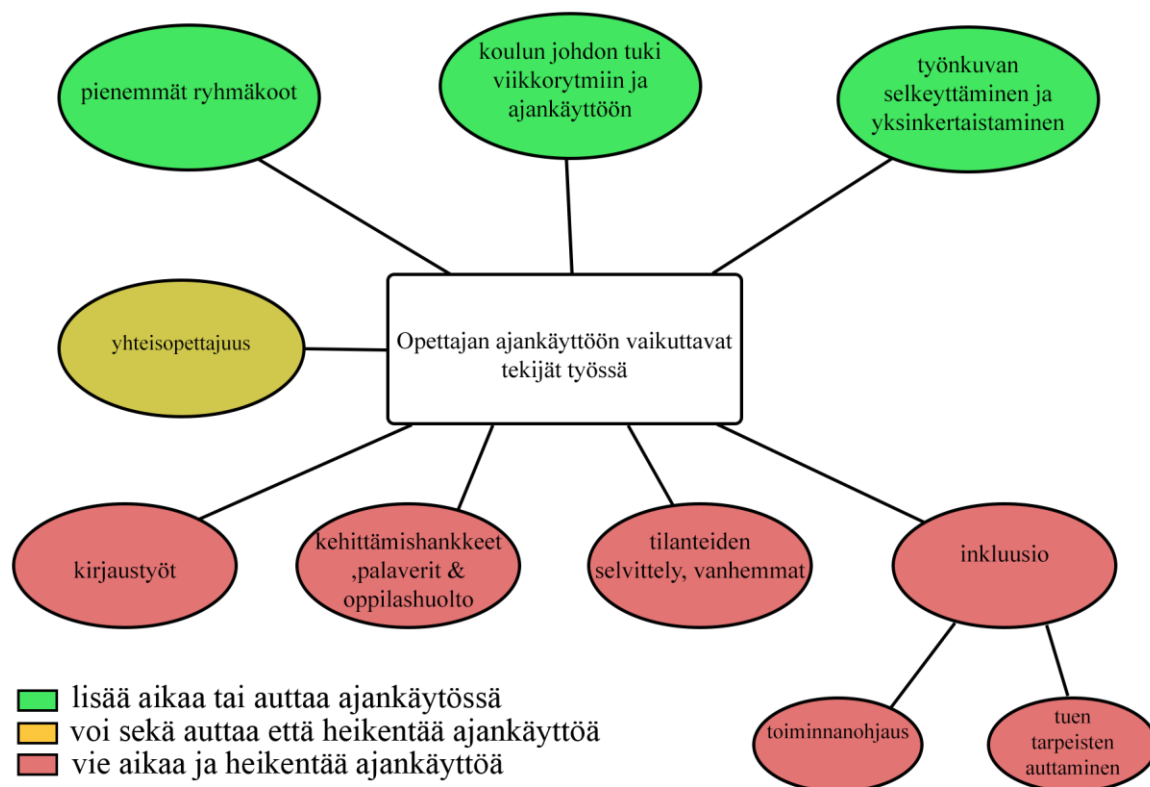 pienemmät ryhmäkoot
koulun johdon tuki
viikkorytmiin ja
ajankäyttöön
työnkuvan
selkeyttäminen ja
yksinkertaistaminen
yhteisopettajuus
Opettajan ajankäyttöön vaikuttavat
tekijät työssä
kirjaustyöt
kehittämishankkeet
,palaverit &
oppilashuolto
tilanteiden
selvittely, vanhemmat
inkluusio
toiminnanohjaus
tuen
tarpeisten
auttaminen
lisää aikaa tai auttaa ajankäytössä
voi sekä auttaa että heikentää ajankäyttöä
vie aikaa ja heikentää ajankäyttöä